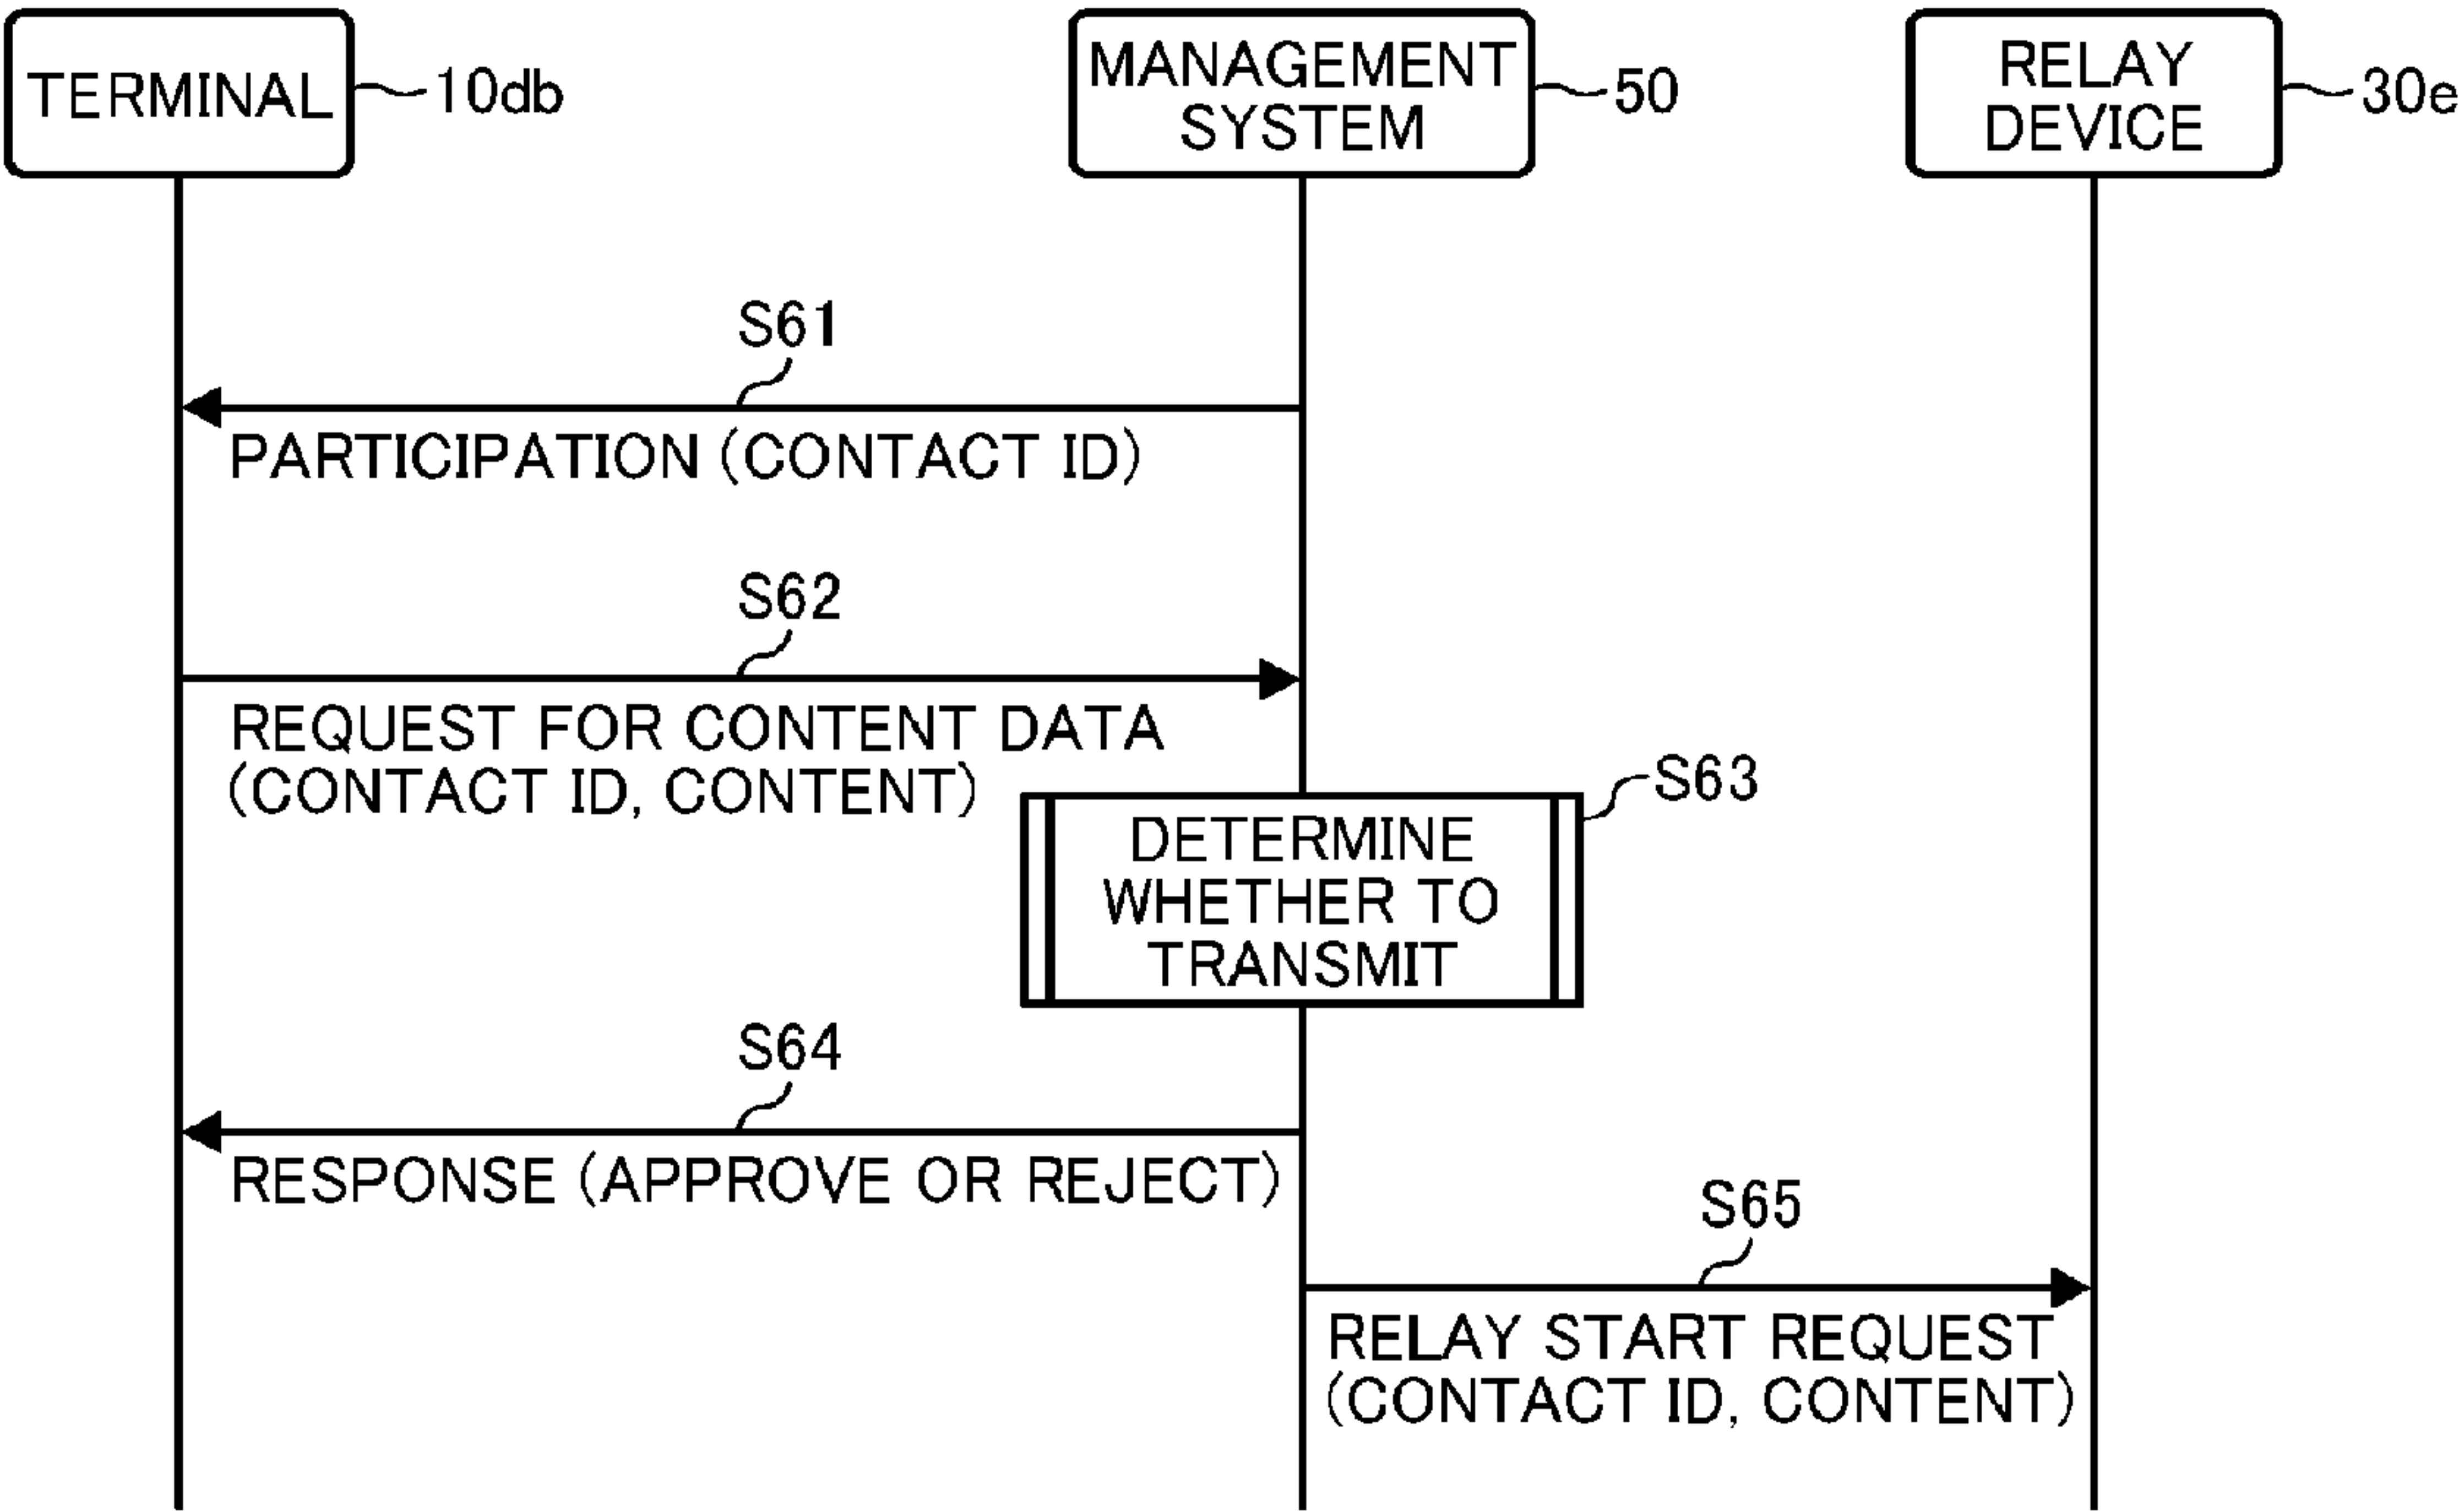 TERMINAL
10db
MANAGEMENT
SYSTEM
50
RELAY
DEVICE
30e
S61
PARTICIPATION (CONTACT ID)
S62
REQUEST FOR CONTENT DATA
(CONTACT ID, CONTENT)
S63
DETERMINE
WHETHER TO
TRANSMIT
S64
RESPONSE (APPROVE OR REJECT)
S65
RELAY START REQUEST
(CONTACT ID, CONTENT)